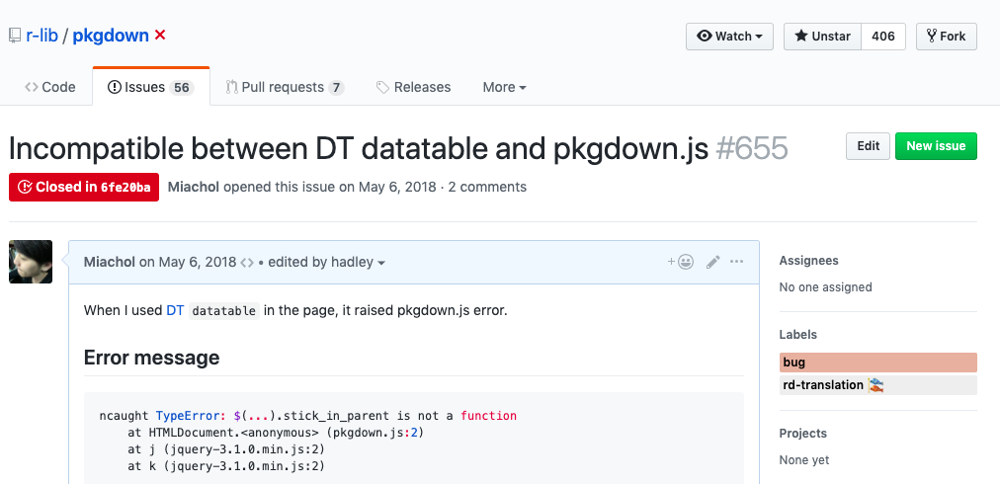 r-lib / pkgdown
Watch
Unstar 406
Fork
Code
Issues 56
Pull requests 7
Releases
More
Incompatible between DT datatable and pkgdown.js #655
Edit
New issue
Closed in 6fe20ba
Miachol opened this issue on May 6, 2018 · 2 comments
Miachol on May 6, 2018 <> • edited by hadley
When I used DT datatable in the page, it raised pkgdown.js error.
Error message
ncaught TypeError: $(...).stick_in_parent is not a function
at HTMLDocument.<anonymous> (pkgdown.js:2)
at j (jquery-3.1.0.min.js:2)
at k (jquery-3.1.0.min.js:2)
Assignees
No one assigned
Labels
bug
rd-translation
Projects
None yet